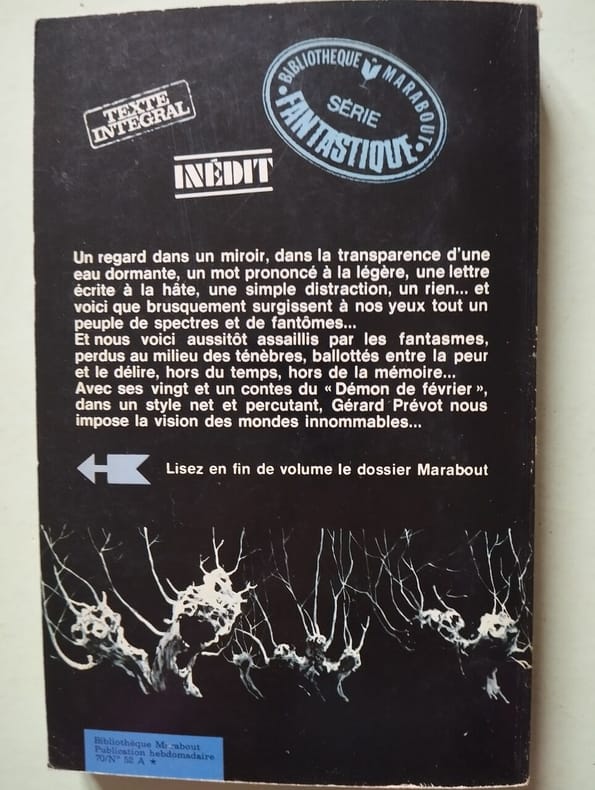 TEXTE
INTEGRAL
BIBLIOTHEQUE MARABOUT
SÉRIE
FANTASTIQUE
INÉDIT
Un regard dans un miroir, dans la transparence d'une
eau dormante, un mot prononcé à la légère, une lettre
écrite à la hâte, une simple distraction, un rien... et
voici que brusquement surgissent à nos yeux tout un
peuple de spectres et de fantômes...
Et nous voici aussitôt assaillis par les fantasmes,
perdus au milieu des ténèbres, ballottés entre la peur
et le délire, hors du temps, hors de la mémoire...
Avec ses vingt et un contes du « Démon de février »,
dans un style net et percutant, Gérard Prévot nous
impose la vision des mondes innommables...
Lisez en fin de volume le dossier Marabout
Bibliothèque Marabout
Publication hebdomadaire
70/N° 52 A *